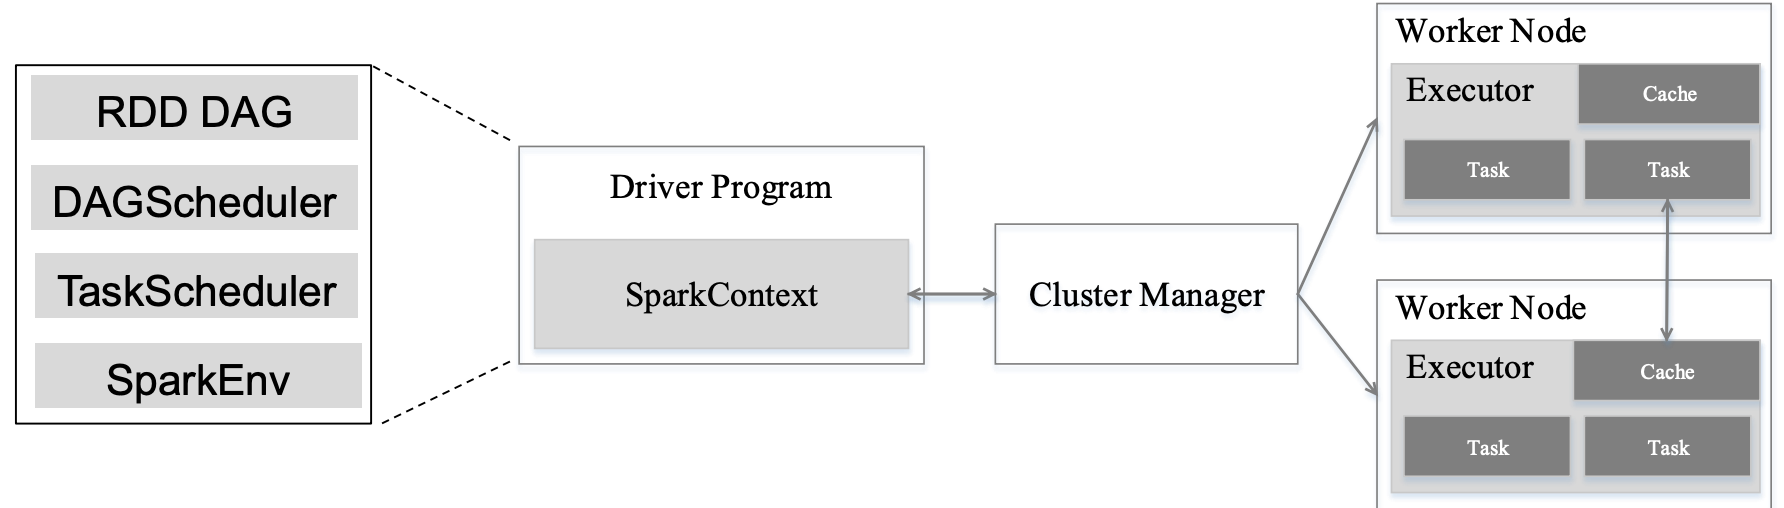 RDD DAG
DAGScheduler
TaskScheduler
SparkEnv
Driver Program
SparkContext
Cluster Manager
Worker Node
Executor
Cache
Task
Task
Worker Node
Executor
Cache
Task
Task